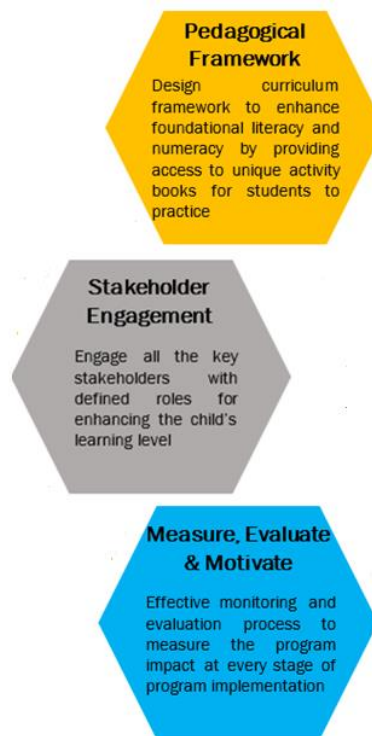 Pedagogical
Framework
Design curriculum
framework to enhance
foundational literacy and
numeracy by providing
access to unique activity
books for students to
practice
Stakeholder
Engagement
Engage all the key
stakeholders with
defined roles for
enhancing the child's
learning level
Measure, Evaluate
& Motivate
Effective monitoring and
evaluation process to
measure the program
impact at every stage of
program implementation